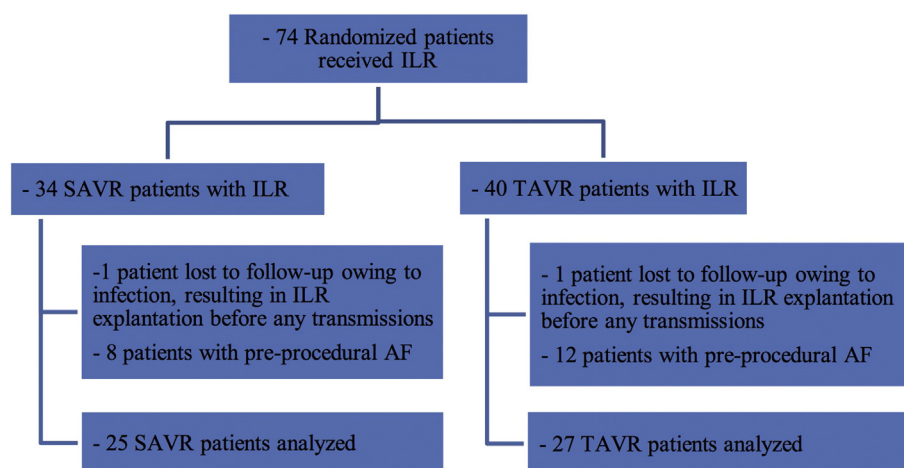 - 74 Randomized patients
received ILR
- 34 SAVR patients with ILR
- 40 TAVR patients with ILR
-1 patient lost to follow-up owing to
infection, resulting in ILR
explantation before any transmissions
- 8 patients with pre-procedural AF
- 1 patient lost to follow-up owing to
infection, resulting in ILR explantation
before any transmissions
- 12 patients with pre-procedural AF
- 25 SAVR patients analyzed
- 27 TAVR patients analyzed